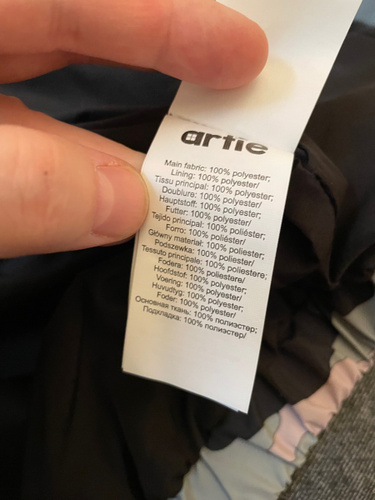 artie
Main fabric: 100% polyester;
Lining: 100% polyester/
Tissu principal: 100% polyester;
Doublure: 100% polyester/
Hauptstoff: 100% polyester;
Futter: 100% polyester/
Tejido principal: 100% poliéster;
Forro: 100% poliéster/
Główny materiał: 100% poliester;
Podszewka: 100% poliester/
Tessuto principale: 100% poliestere;
Fodera: 100% poliestere/
Hoofdstof: 100% polyester;
Voering: 100% polyester/
Huvudtyg: 100% polyester;
Foder: 100% polyester/
Основная ткань: 100% полиэстер;
Подкладка: 100% полиэстер/